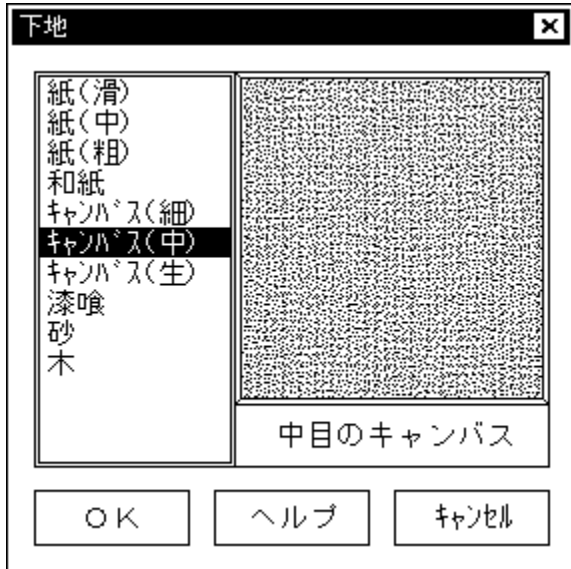 下地
紙(滑)
紙(中)
紙(粗)
和紙
ｷｬﾝﾊﾞｽ(細)
ｷｬﾝﾊﾞｽ(中)
ｷｬﾝﾊﾞｽ(生)
漆喰
砂
木
中目のキャンバス
ＯＫ
ヘルプ
ｷｬﾝｾﾙ